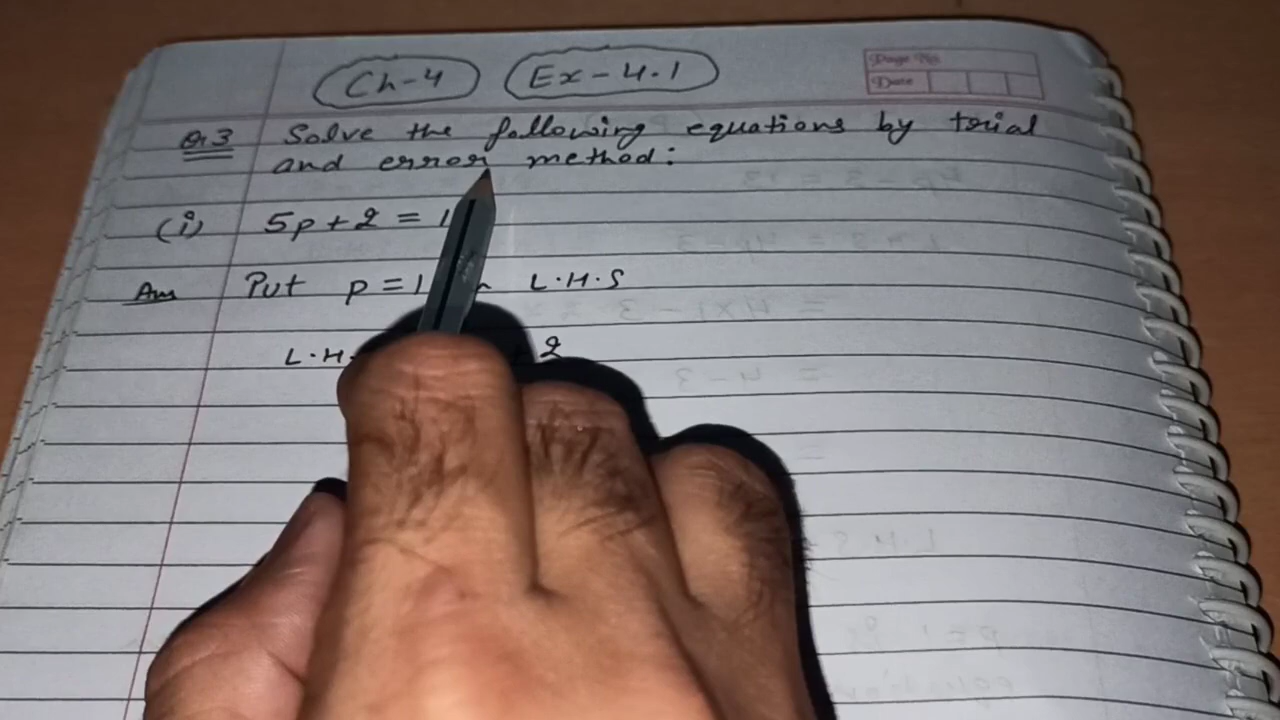 Ch-4 Ex-4.1
Page No.
Date
Q.3 Solve the following equations by trial
and error method:
(i) 5p+2 = 1
Ans Put p=1 L.H.S
L.H. 2